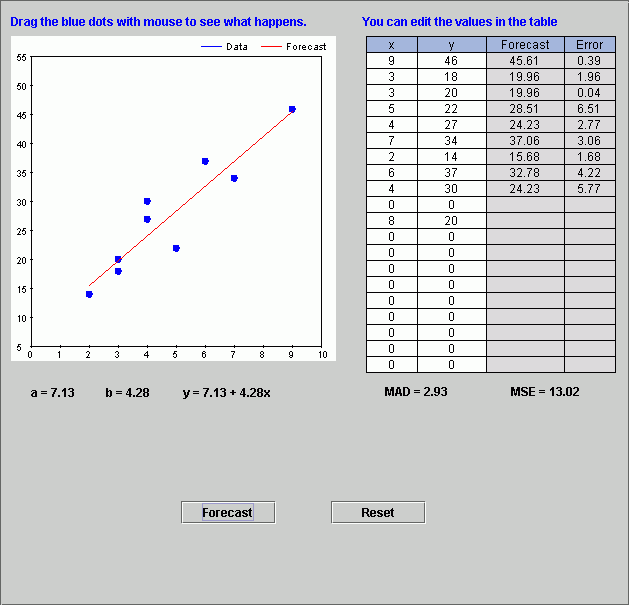 Drag the blue dots with mouse to see what happens.
You can edit the values in the table
Data
Forecast
55
50
45
40
35
30
25
20
15
10
5
0 1 2 3 4 5 6 7 8 9 10
x y Forecast Error
9 46 45.61 0.39
3 18 19.96 1.96
3 20 19.96 0.04
5 22 28.51 6.51
4 27 24.23 2.77
7 34 37.06 3.06
2 14 15.68 1.68
6 37 32.78 4.22
4 30 24.23 5.77
0 0
8 20
0 0
0 0
0 0
0 0
0 0
0 0
0 0
0 0
0 0
a = 7.13 b = 4.28 y = 7.13 + 4.28x
MAD = 2.93 MSE = 13.02
Forecast
Reset